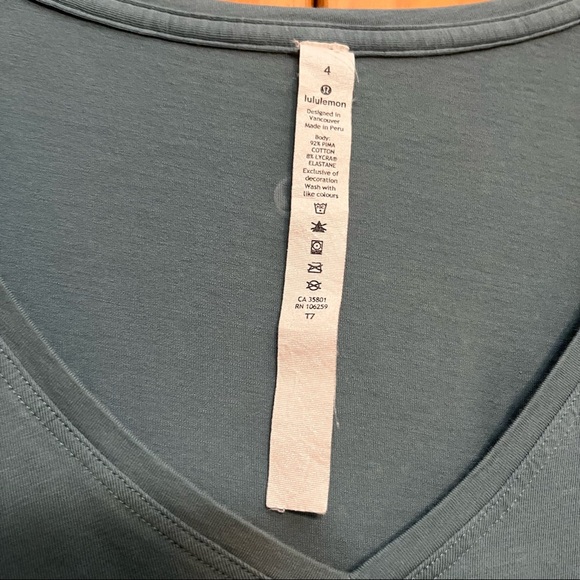 4
lululemon
Designed in
Vancouver
Made in Peru
Body:
92% PIMA
COTTON
8% LYCRA®
ELASTANE
Exclusive of
decoration
Wash with
like colours
CA 35801
RN 106259
T7